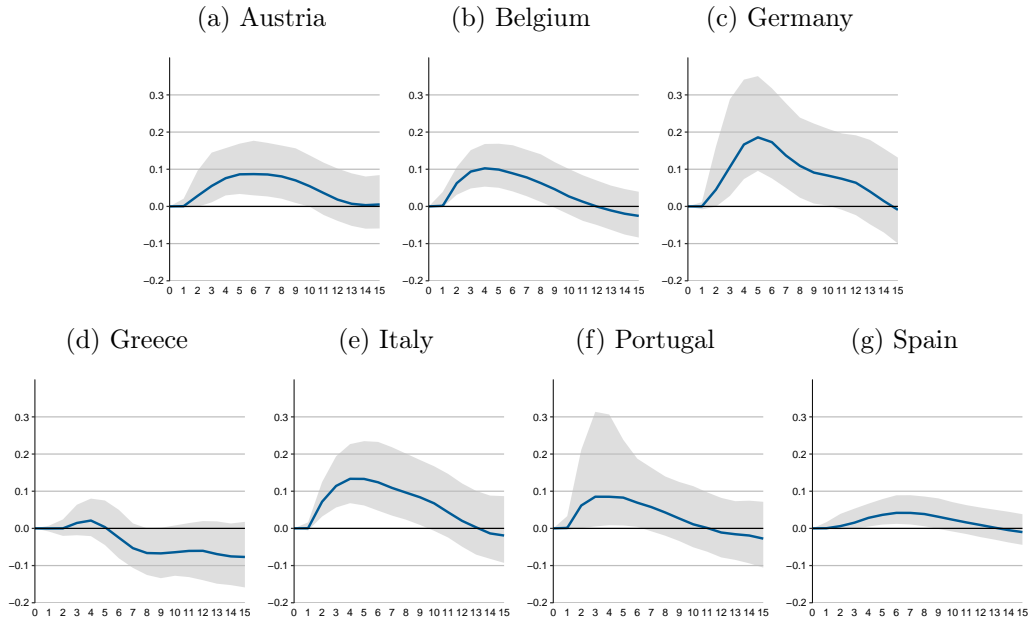 (a) Austria (b) Belgium (c) Germany
0.3 0.3 0.3
0.2 0.2 0.2
0.1 0.1 0.1
0.0 0.0 0.0
−0.1 −0.1 −0.1
−0.2 −0.2 −0.2
0 1 2 3 4 5 6 7 8 9 10 11 12 13 14 15 0 1 2 3 4 5 6 7 8 9 10 11 12 13 14 15 0 1 2 3 4 5 6 7 8 9 10 11 12 13 14 15
(d) Greece (e) Italy (f) Portugal (g) Spain
0.3 0.3 0.3 0.3
0.2 0.2 0.2 0.2
0.1 0.1 0.1 0.1
0.0 0.0 0.0 0.0
−0.1 −0.1 −0.1 −0.1
−0.2 −0.2 −0.2 −0.2
0 1 2 3 4 5 6 7 8 9 10 11 12 13 14 15 0 1 2 3 4 5 6 7 8 9 10 11 12 13 14 15 0 1 2 3 4 5 6 7 8 9 10 11 12 13 14 15 0 1 2 3 4 5 6 7 8 9 10 11 12 13 14 15